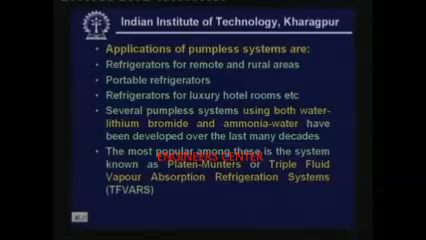 Indian Institute of Technology, Kharagpur
Applications of pumpless systems are:
Refrigerators for remote and rural areas
Portable refrigerators
Refrigerators for luxury hotel rooms etc
Several pumpless systems using both water-
lithium bromide and ammonia-water have
been developed over the last many decades
The most popular among these is the system
ENGINEERS CENTER
known as Platen-Munters or Triple Fluid
Vapour Absorption Refrigeration Systems
(TFVARS)